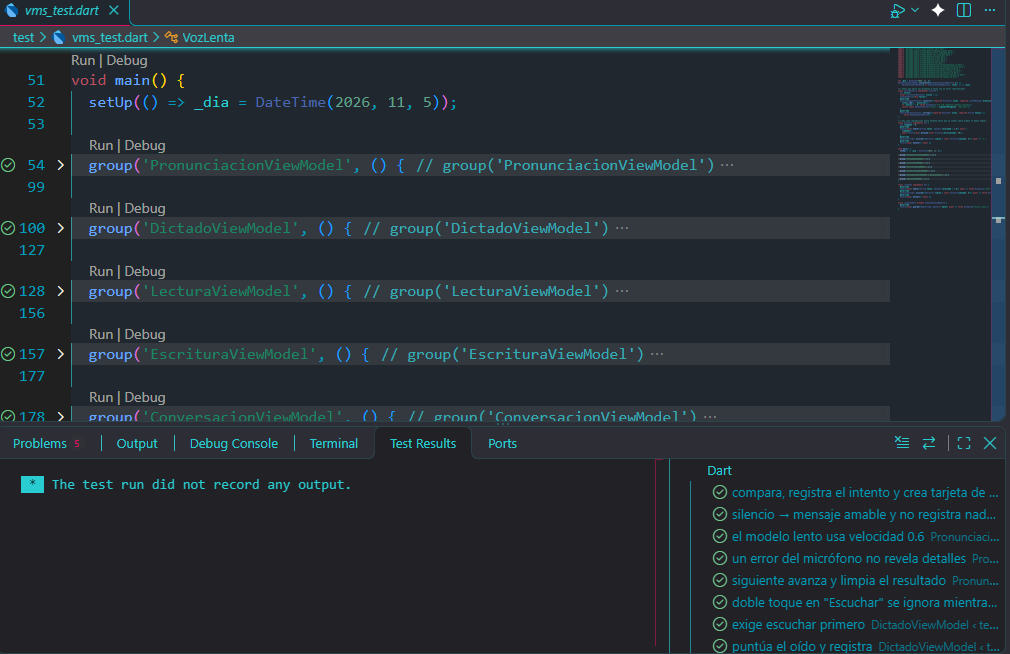 vms_test.dart
test > vms_test.dart > VozLenta
Run | Debug
51 void main() {
52 setUp(() => _dia = DateTime(2026, 11, 5));
53
Run | Debug
54 group('PronunciacionViewModel', () { // group('PronunciacionViewModel') ···
99
Run | Debug
100 group('DictadoViewModel', () { // group('DictadoViewModel') ···
127
Run | Debug
128 group('LecturaViewModel', () { // group('LecturaViewModel') ···
156
Run | Debug
157 group('EscrituraViewModel', () { // group('EscrituraViewModel') ···
177
Run | Debug
178 group('ConversacionViewModel', () { // group('ConversacionViewModel') ···
Problems 5 Output Debug Console Terminal Test Results Ports
* The test run did not record any output.
Dart
compara, registra el intento y crea tarjeta de ...
silencio → mensaje amable y no registra nad...
el modelo lento usa velocidad 0.6 Pronunciaci...
un error del micrófono no revela detalles Pro...
siguiente avanza y limpia el resultado Pronun...
doble toque en "Escuchar" se ignora mientra...
exige escuchar primero DictadoViewModel ‹ te...
puntúa el oído y registra DictadoViewModel ‹ t...